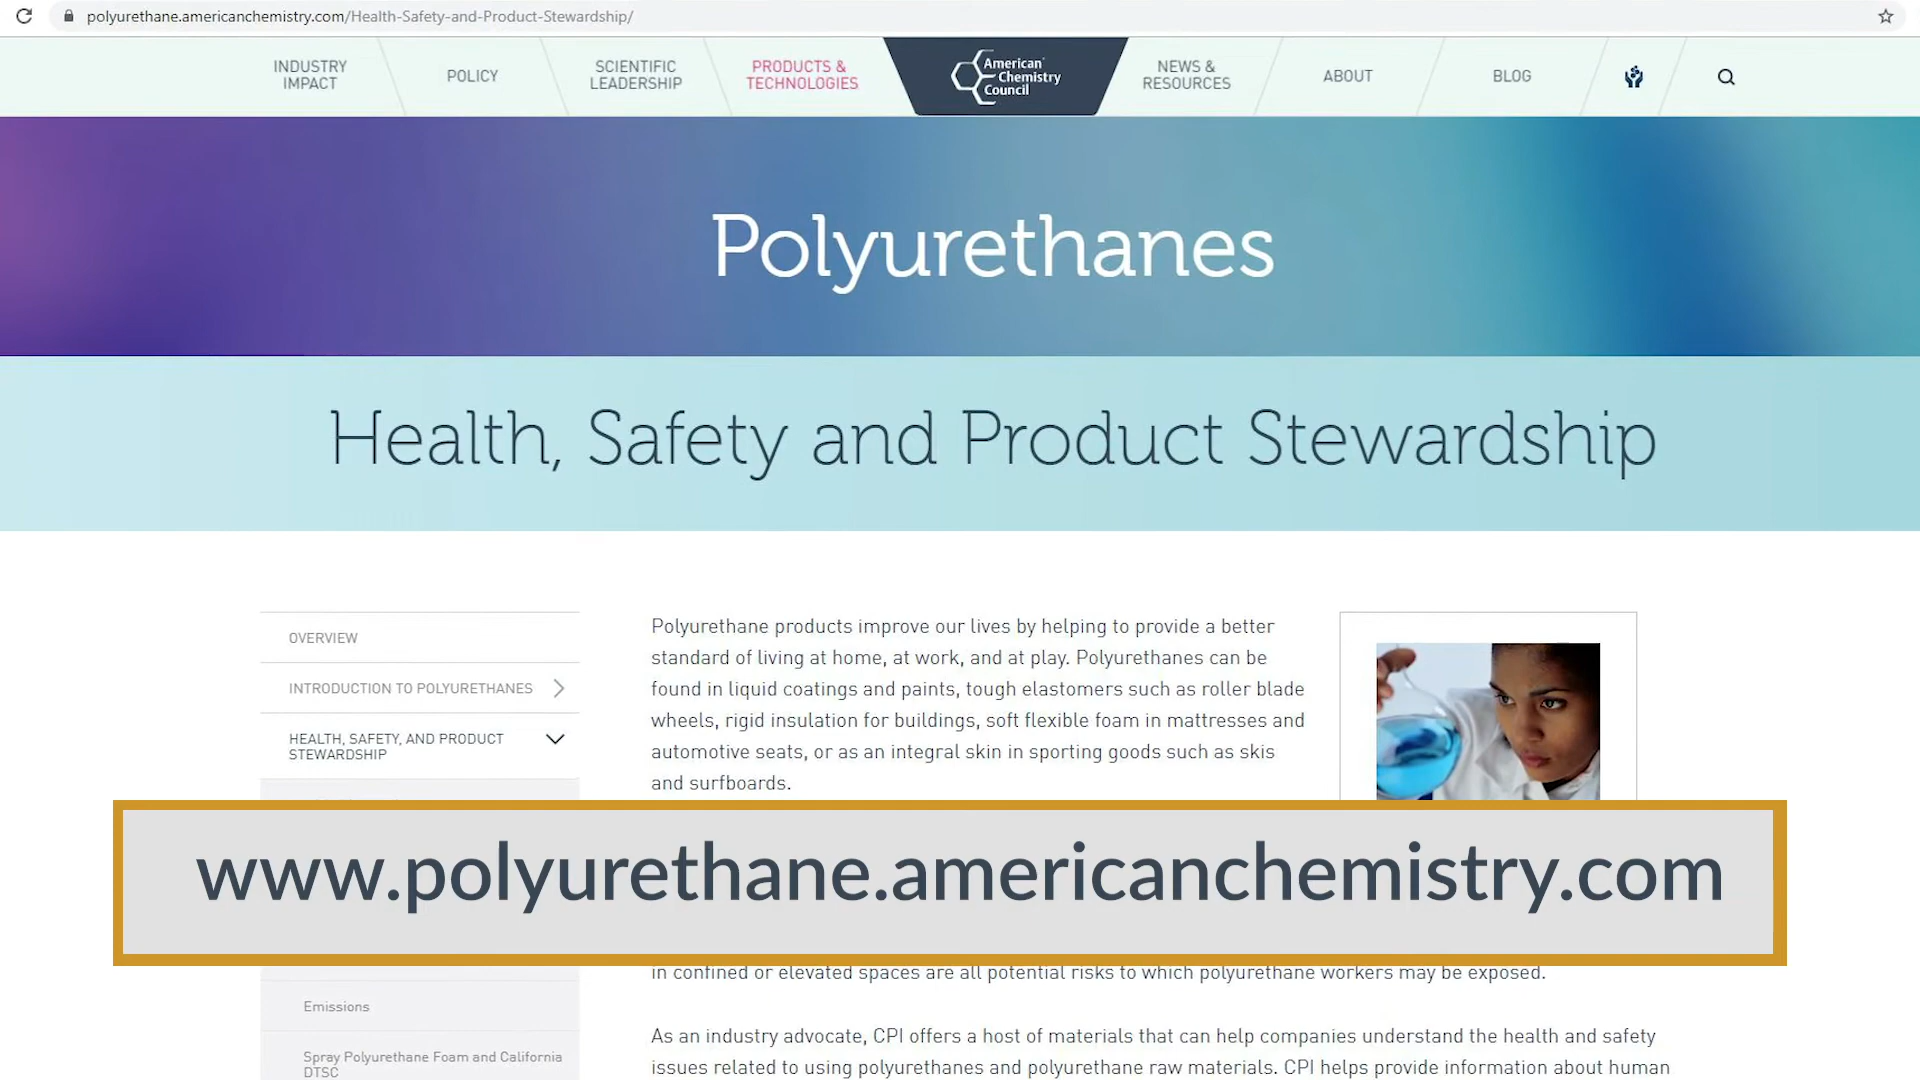 polyurethane.americanchemistry.com/Health-Safety-and-Product-Stewardship/
INDUSTRY
IMPACT
POLICY
SCIENTIFIC
LEADERSHIP
PRODUCTS &
TECHNOLOGIES
American
Chemistry
Council
NEWS &
RESOURCES
ABOUT
BLOG
Polyurethanes
Health, Safety and Product Stewardship
OVERVIEW
INTRODUCTION TO POLYURETHANES
HEALTH, SAFETY, AND PRODUCT
STEWARDSHIP
Polyurethane products improve our lives by helping to provide a better
standard of living at home, at work, and at play. Polyurethanes can be
found in liquid coatings and paints, tough elastomers such as roller blade
wheels, rigid insulation for buildings, soft flexible foam in mattresses and
automotive seats, or as an integral skin in sporting goods such as skis
and surfboards.
www.polyurethane.americanchemistry.com
in confined or elevated spaces are all potential risks to which polyurethane workers may be exposed.
Emissions
Spray Polyurethane Foam and California
DTSC
As an industry advocate, CPI offers a host of materials that can help companies understand the health and safety
issues related to using polyurethanes and polyurethane raw materials. CPI helps provide information about human